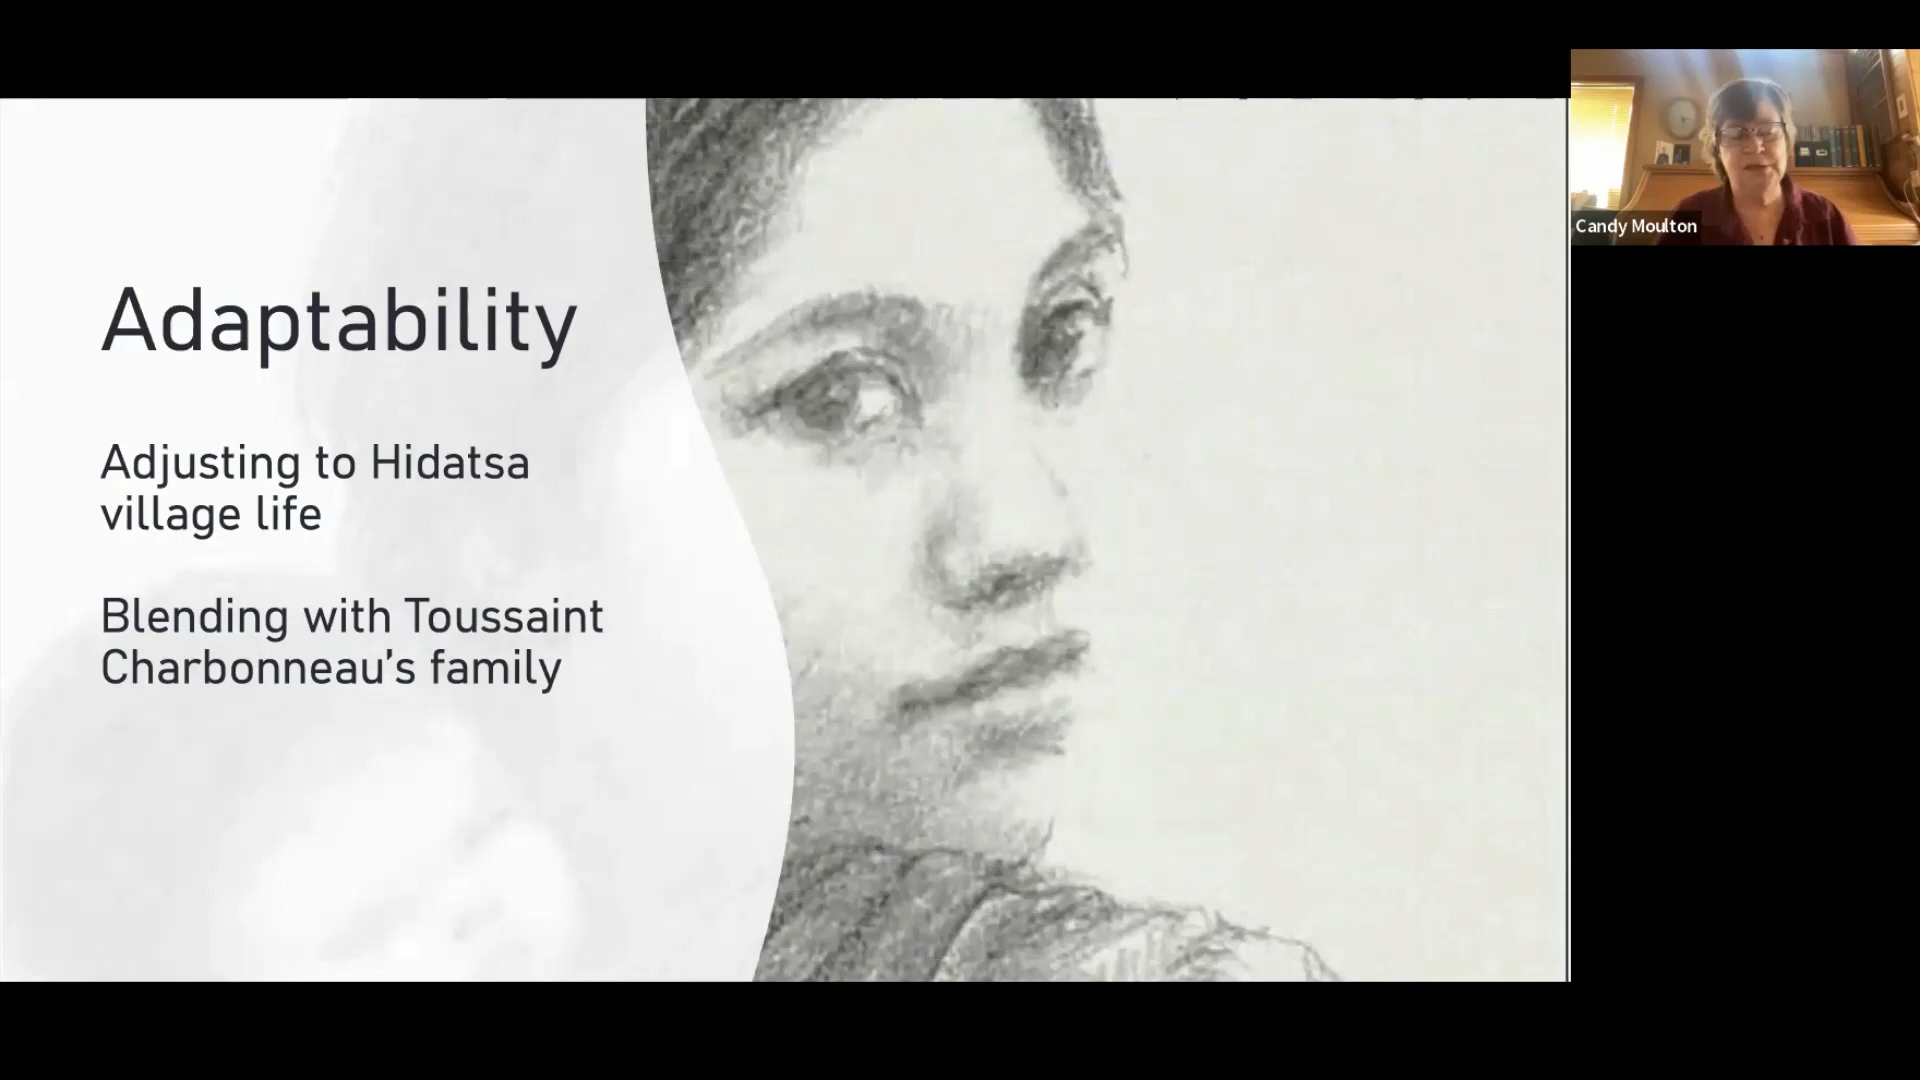 Adaptability
Adjusting to Hidatsa
village life
Blending with Toussaint
Charbonneau’s family
Candy Moulton